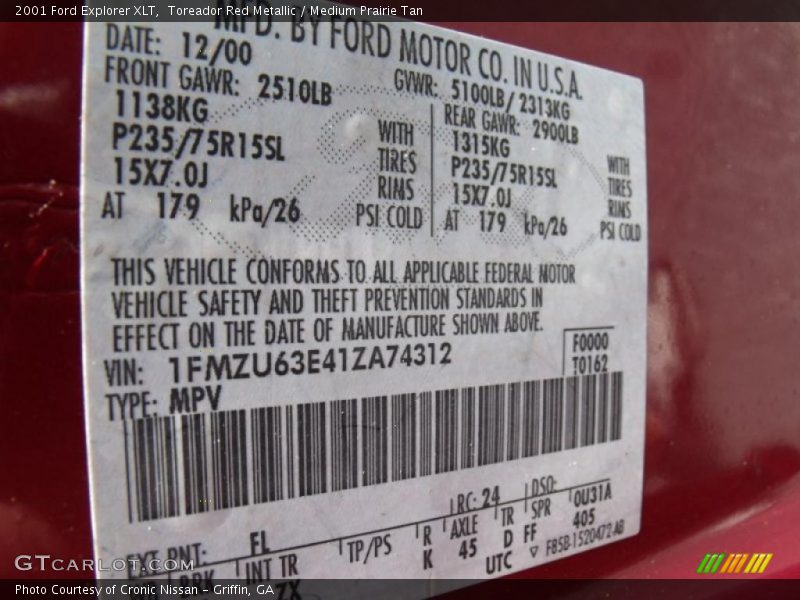 2001 Ford Explorer XLT, Toreador Red Metallic / Medium Prairie Tan
MFD. BY FORD MOTOR CO. IN U.S.A.
DATE: 12/00 GVWR: 5100LB/ 2313KG
FRONT GAWR: 2510LB REAR GAWR: 2900LB
1138KG WITH 1315KG WITH
P235/75R15SL TIRES P235/75R15SL TIRES
15X7.0J RIMS 15X7.0J RIMS
AT 179 kPa/26 PSI COLD AT 179 kPa/26 PSI COLD
THIS VEHICLE CONFORMS TO ALL APPLICABLE FEDERAL MOTOR
VEHICLE SAFETY AND THEFT PREVENTION STANDARDS IN
EFFECT ON THE DATE OF MANUFACTURE SHOWN ABOVE.
VIN: 1FMZU63E41ZA74312 F0000
TYPE: MPV T0162
EXT PNT: FL RC: 24 DSO:
BRK INT TR TP/PS R AXLE TR SPR 0U31A
7X K 45 D FF 405
UTC ▽ F85B-1520472-AB
GTCARLOT.COM
Photo Courtesy of Cronic Nissan - Griffin, GA